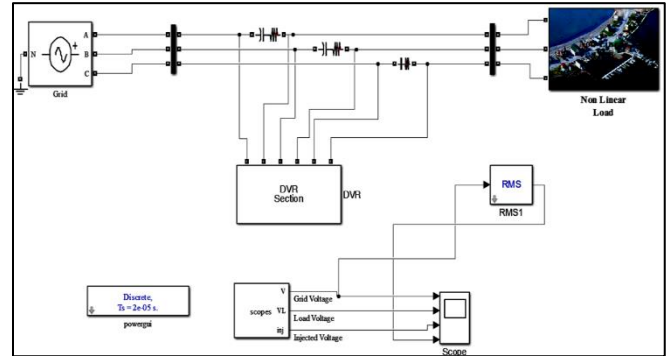 N
A
B
C
Grid
Non Linear
Load
DVR
Section
DVR
RMS
RMS1
Discrete,
Ts = 2e-05 s.
powergui
scopes
V
VL
inj
Grid Voltage
Load Voltage
Injected Voltage
Scope